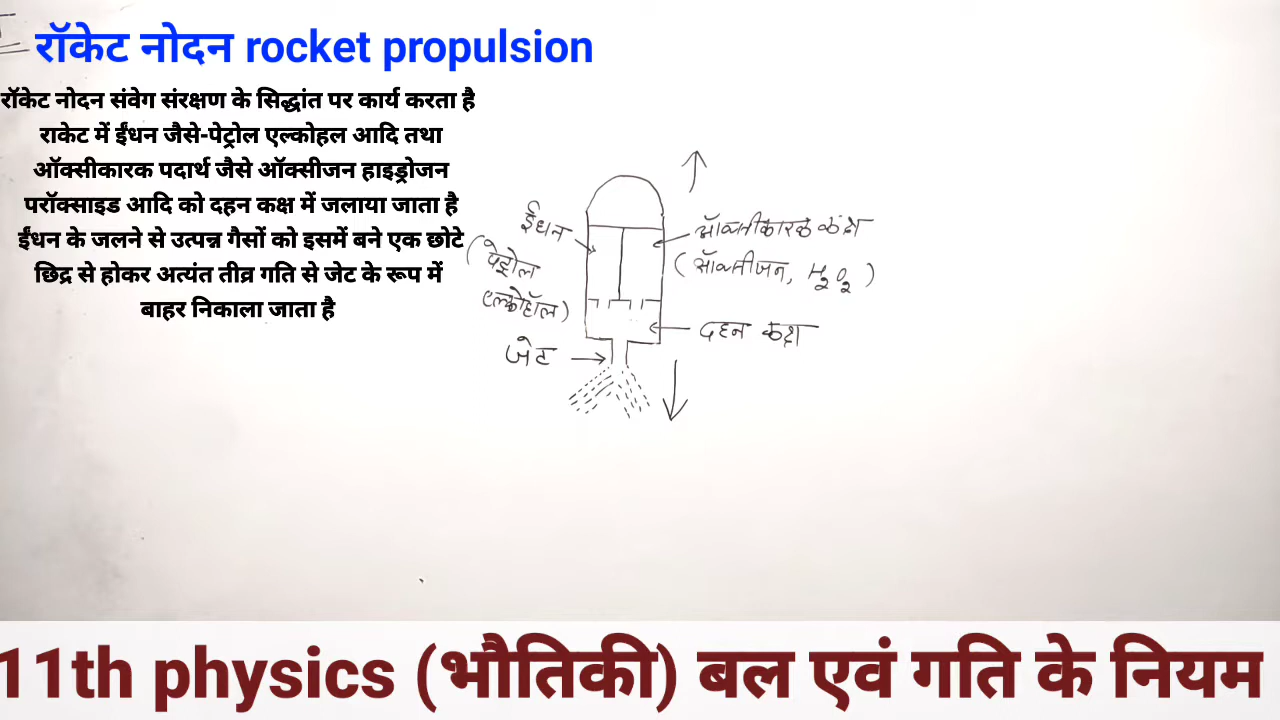 रॉकेट नोदन rocket propulsion
रॉकेट नोदन संवेग संरक्षण के सिद्धांत पर कार्य करता है
राकेट में ईंधन जैसे-पेट्रोल एल्कोहल आदि तथा
ऑक्सीकारक पदार्थ जैसे ऑक्सीजन हाइड्रोजन
परॉक्साइड आदि को दहन कक्ष में जलाया जाता है
ईंधन के जलने से उत्पन्न गैसों को इसमें बने एक छोटे
छिद्र से होकर अत्यंत तीव्र गति से जेट के रूप में
बाहर निकाला जाता है
ईंधन
(पेट्रोल
एल्कोहॉल)
जेट
ऑक्सीकारक कक्ष
(ऑक्सीजन, H2O2)
दहन कक्ष
11th physics (भौतिकी) बल एवं गति के नियम